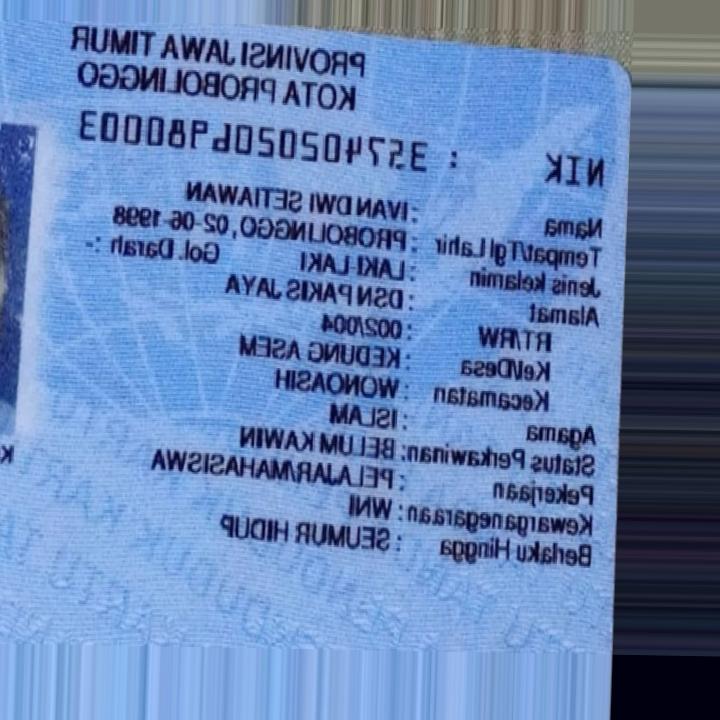 PROVINSI JAWA TIMUR
KOTA PROBOLINGGO
NIK : 3574050206980003
Nama : IVAN DWI SETIAWAN
Tempat/Tgl Lahir : PROBOLINGGO, 02-06-1998
Jenis kelamin : LAKI LAKI Gol. Darah :-
Alamat : DSN PAKIS JAYA
RT/RW : 002/004
Kel/Desa : KEDUNG ASEM
Kecamatan : WONOASIH
Agama : ISLAM
Status Perkawinan: BELUM KAWIN
Pekerjaan : PELAJAR/MAHASISWA
Kewarganegaraan : WNI
Berlaku Hingga : SEUMUR HIDUP